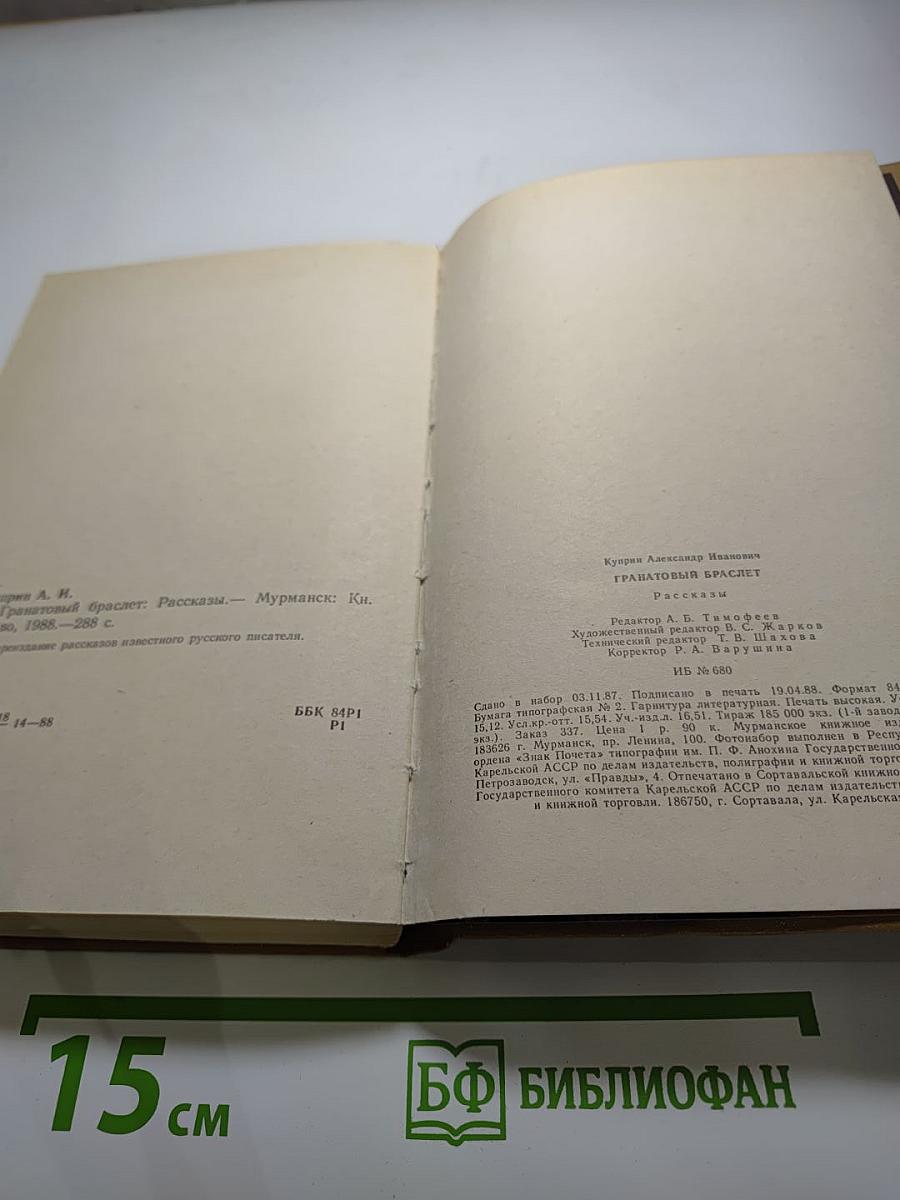 прин А. И.
Гранатовый браслет: Рассказы.— Мурманск: Кн.
во, 1988.—288 с.
реиздание рассказов известного русского писателя.
18
14—88
ББК 84Р1
Р1
Куприн Александр Иванович
ГРАНАТОВЫЙ БРАСЛЕТ
Рассказы
Редактор А. Б. Тимофеев
Художественный редактор В. С. Жарков
Технический редактор Т. В. Шахова
Корректор Р. А. Варушина
ИБ № 680
Сдано в набор 03.11.87. Подписано в печать 19.04.88. Формат 84
Бумага типографская № 2. Гарнитура литературная. Печать высокая. Ус
15,12. Усл.кр.-отт. 15,54. Уч.-изд.л. 16,51. Тираж 185 000 экз. (1-й завод
экз.). Заказ 337. Цена 1 р. 90 к. Мурманское книжное изд
183626 г. Мурманск, пр. Ленина, 100. Фотонабор выполнен в Респу
ордена «Знак Почета» типографии им. П. Ф. Анохина Государственно
Карельской АССР по делам издательств, полиграфии и книжной торго
Петрозаводск, ул. «Правды», 4. Отпечатано в Сортавальской книжно
Государственного комитета Карельской АССР по делам издательств
и книжной торговли. 186750, г. Сортавала, ул. Карельская
15 см
БФ БИБЛИОФАН